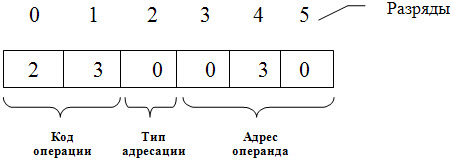 0 1 2 3 4 5 Разряды
2 3 0 0 3 0
Код операции
Тип адресации
Адрес операнда